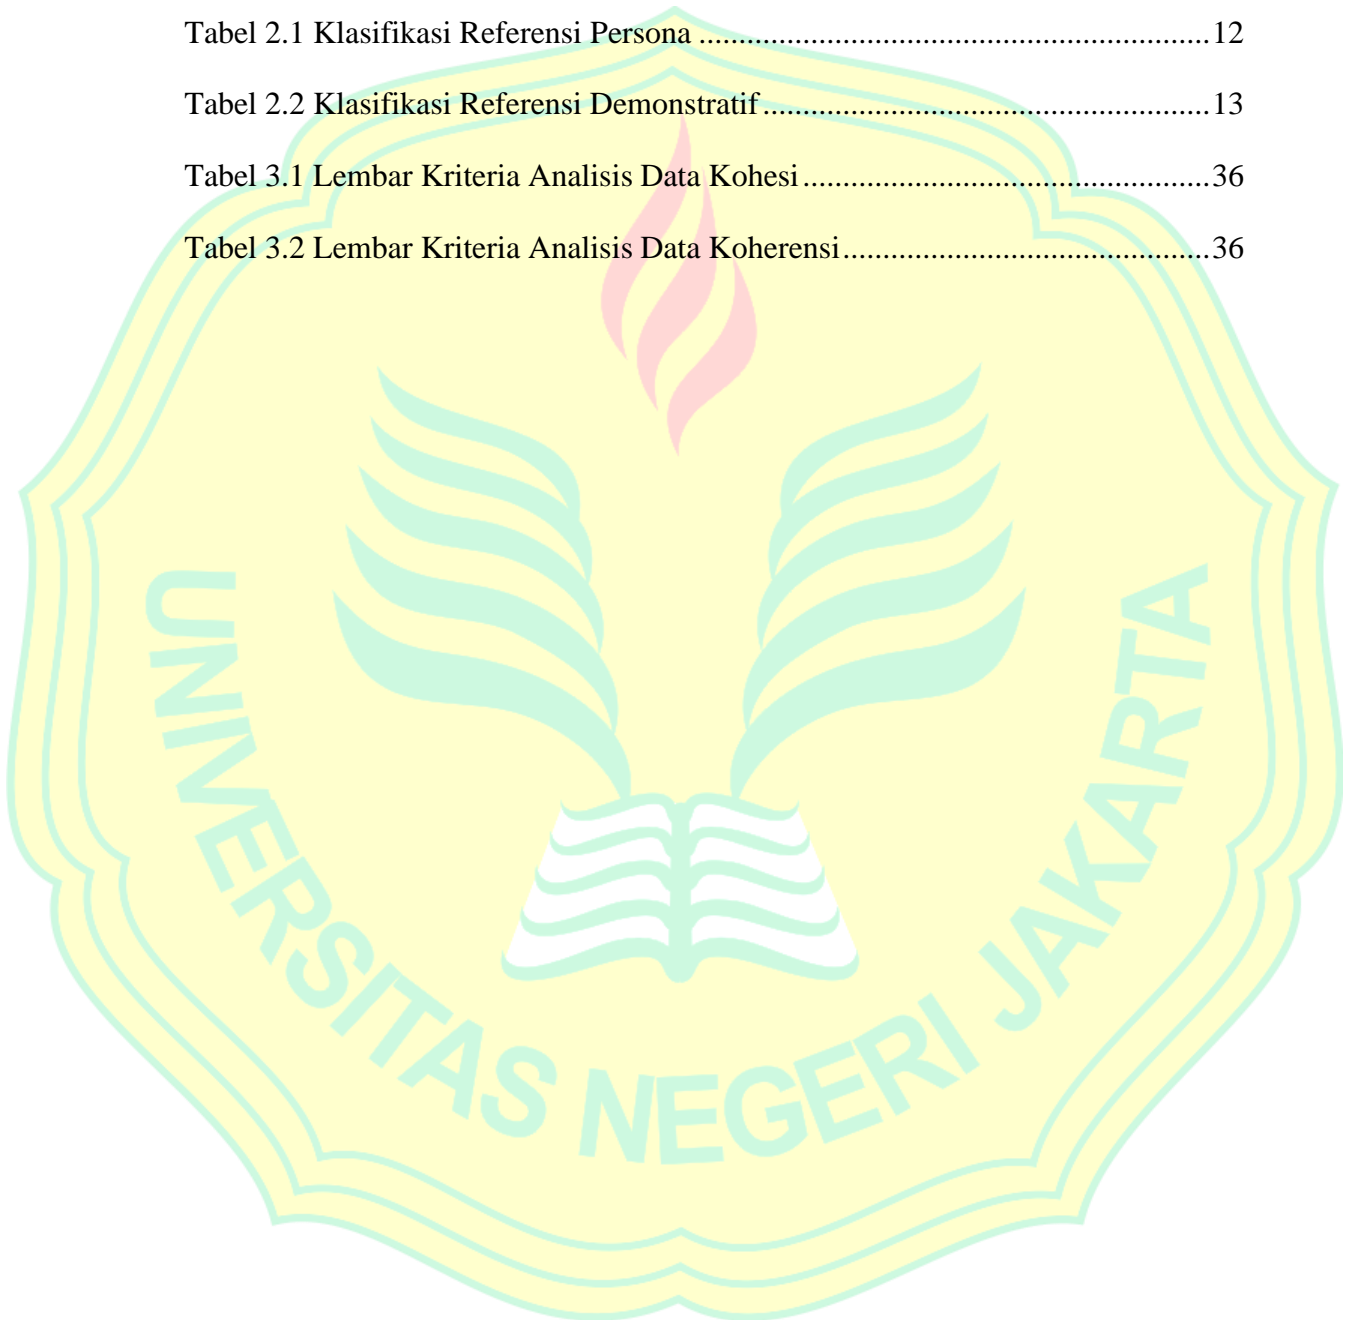 Tabel 2.1 Klasifikasi Referensi Persona ................................................................12
Tabel 2.2 Klasifikasi Referensi Demonstratif........................................................13
Tabel 3.1 Lembar Kriteria Analisis Data Kohesi...................................................36
Tabel 3.2 Lembar Kriteria Analisis Data Koherensi..............................................36
UNIVERSITAS NEGERI JAKARTA